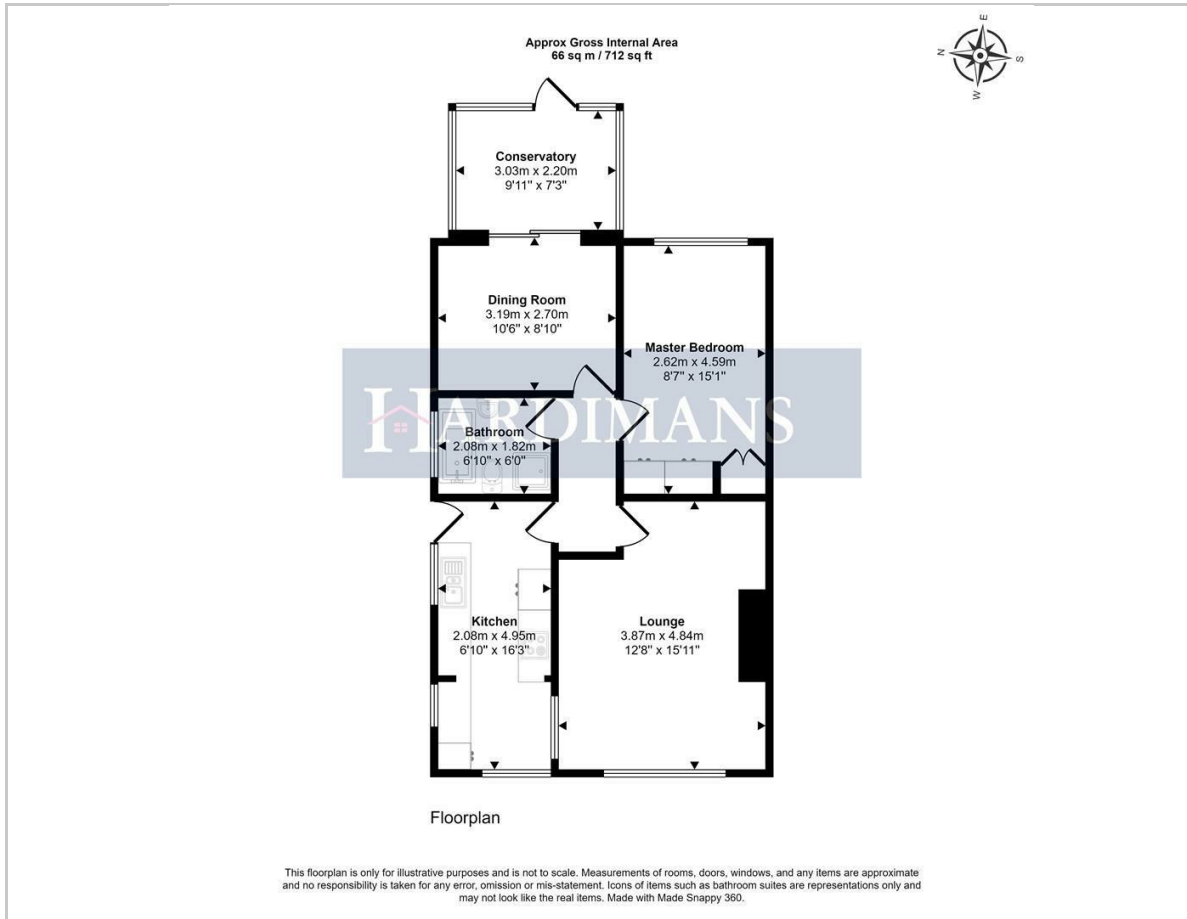 Approx Gross Internal Area
66 sq m / 712 sq ft
N
E
S
W
Conservatory
3.03m x 2.20m
9'11" x 7'3"
Dining Room
3.19m x 2.70m
10'6" x 8'10"
Master Bedroom
2.62m x 4.59m
8'7" x 15'1"
HARDIMANS
Bathroom
2.08m x 1.82m
6'10" x 6'0"
Kitchen
2.08m x 4.95m
6'10" x 16'3"
Lounge
3.87m x 4.84m
12'8" x 15'11"
Floorplan
This floorplan is only for illustrative purposes and is not to scale. Measurements of rooms, doors, windows, and any items are approximate
and no responsibility is taken for any error, omission or mis-statement. Icons of items such as bathroom suites are representations only and
may not look like the real items. Made with Made Snappy 360.